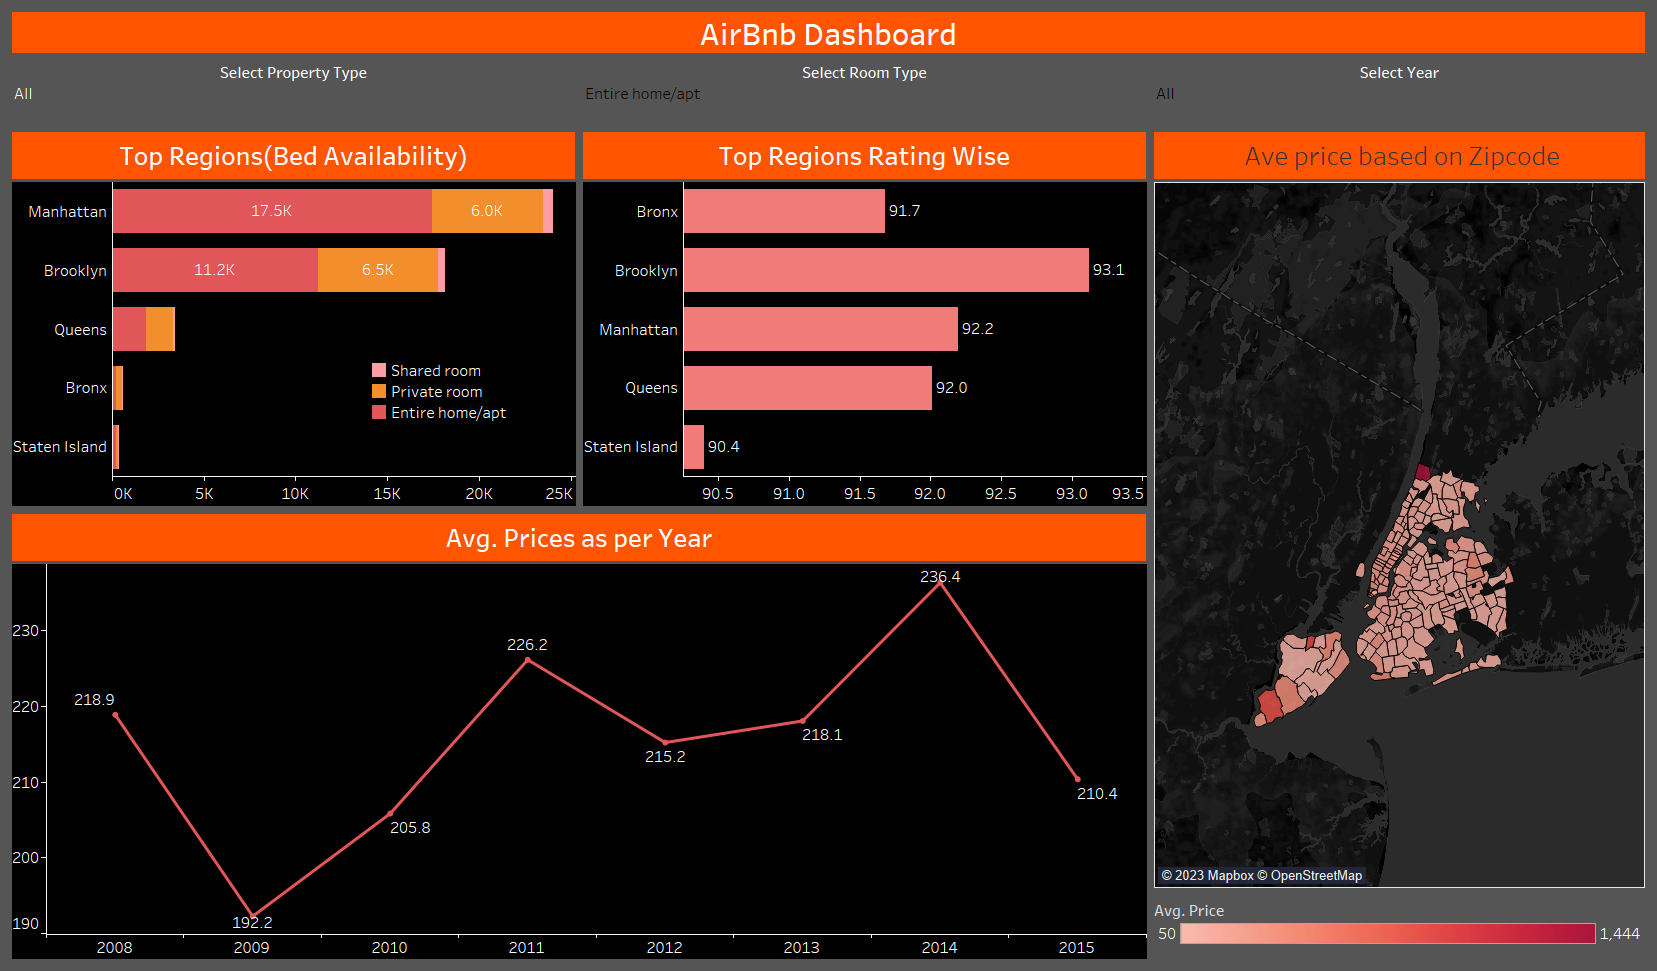 AirBnb Dashboard
Select Property Type
All
Select Room Type
Entire home/apt
Select Year
All
Top Regions(Bed Availability)
Manhattan 17.5K 6.0K
Brooklyn 11.2K 6.5K
Queens
Bronx
Staten Island
Shared room
Private room
Entire home/apt
0K 5K 10K 15K 20K 25K
Top Regions Rating Wise
Bronx 91.7
Brooklyn 93.1
Manhattan 92.2
Queens 92.0
Staten Island 90.4
90.5 91.0 91.5 92.0 92.5 93.0 93.5
Ave price based on Zipcode
© 2023 Mapbox © OpenStreetMap
Avg. Price
50 1,444
Avg. Prices as per Year
230
220
210
200
190
218.9
192.2
205.8
226.2
215.2
218.1
236.4
210.4
2008 2009 2010 2011 2012 2013 2014 2015